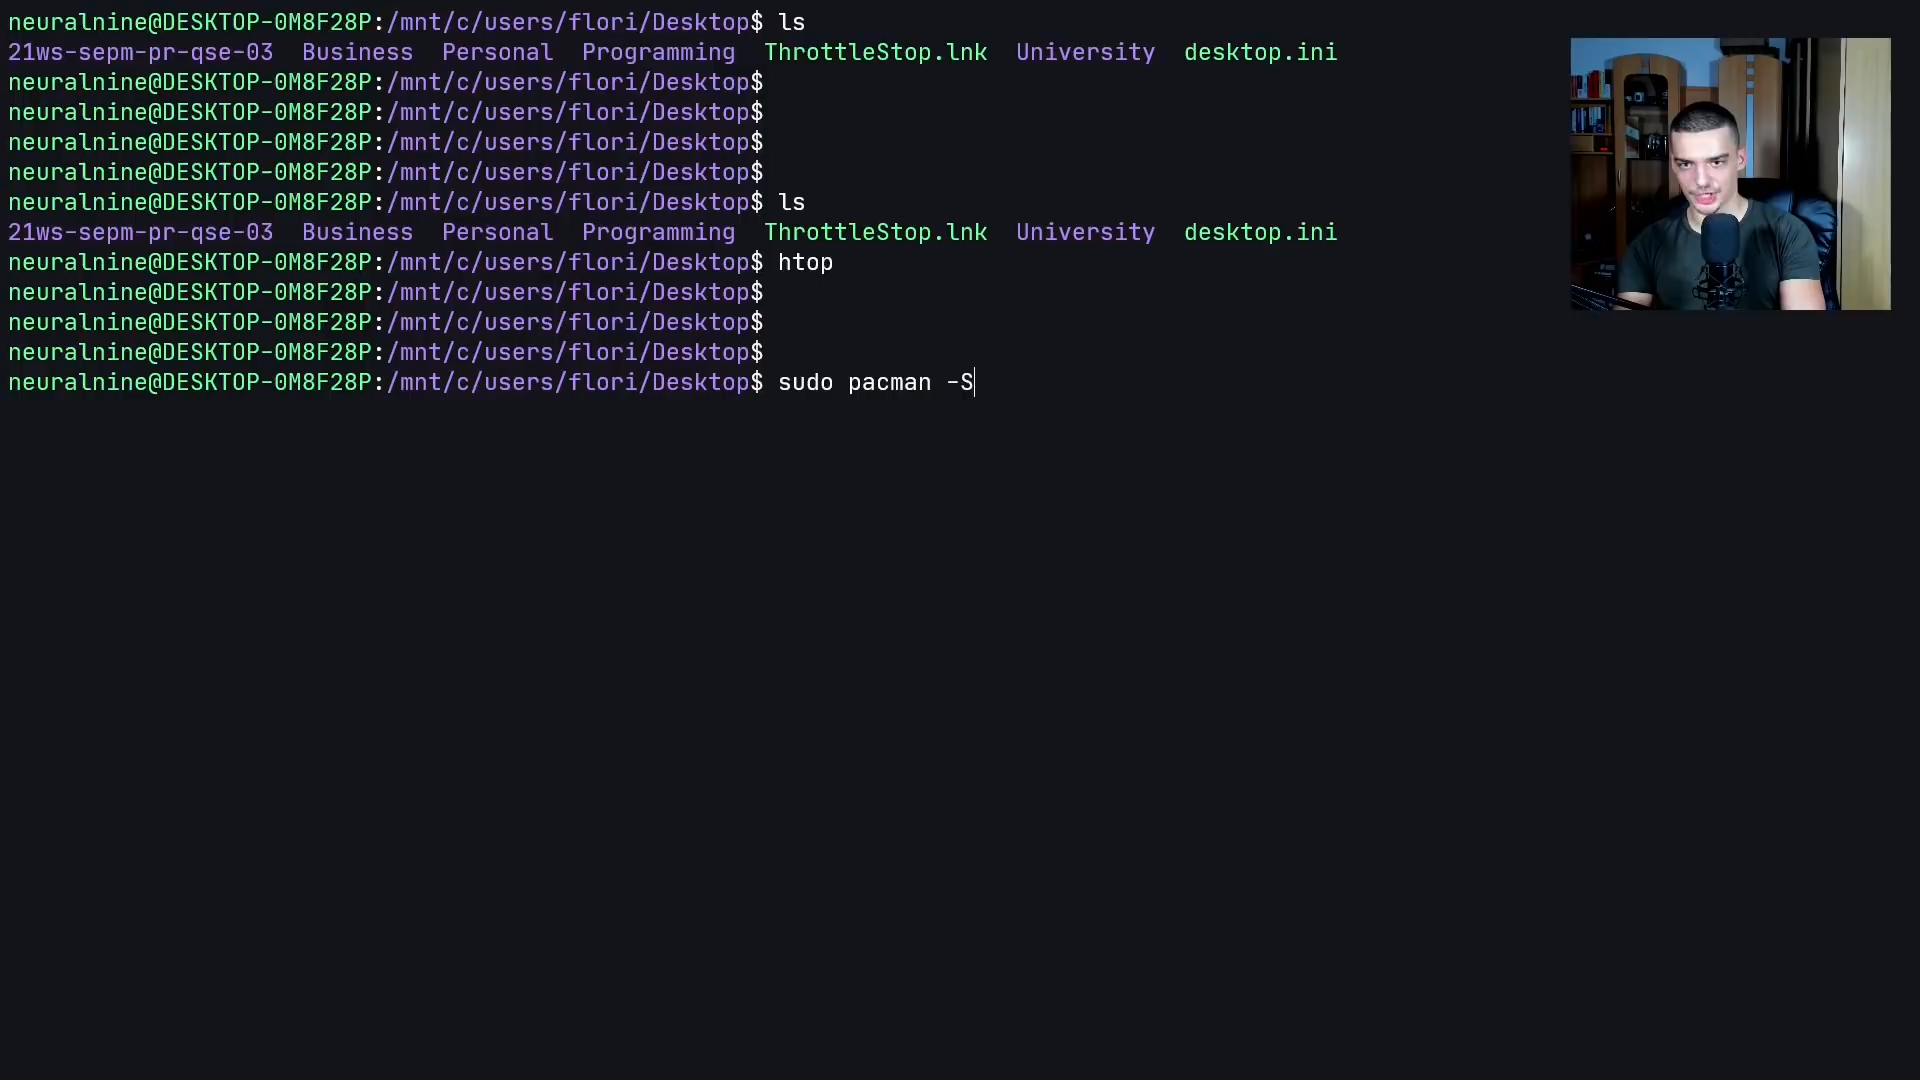 neuralnine@DESKTOP-0M8F28P:/mnt/c/users/flori/Desktop$ ls
21ws-sepm-pr-qse-03  Business  Personal  Programming  ThrottleStop.lnk  University  desktop.ini
neuralnine@DESKTOP-0M8F28P:/mnt/c/users/flori/Desktop$
neuralnine@DESKTOP-0M8F28P:/mnt/c/users/flori/Desktop$
neuralnine@DESKTOP-0M8F28P:/mnt/c/users/flori/Desktop$
neuralnine@DESKTOP-0M8F28P:/mnt/c/users/flori/Desktop$
neuralnine@DESKTOP-0M8F28P:/mnt/c/users/flori/Desktop$ ls
21ws-sepm-pr-qse-03  Business  Personal  Programming  ThrottleStop.lnk  University  desktop.ini
neuralnine@DESKTOP-0M8F28P:/mnt/c/users/flori/Desktop$ htop
neuralnine@DESKTOP-0M8F28P:/mnt/c/users/flori/Desktop$
neuralnine@DESKTOP-0M8F28P:/mnt/c/users/flori/Desktop$
neuralnine@DESKTOP-0M8F28P:/mnt/c/users/flori/Desktop$
neuralnine@DESKTOP-0M8F28P:/mnt/c/users/flori/Desktop$ sudo pacman -S